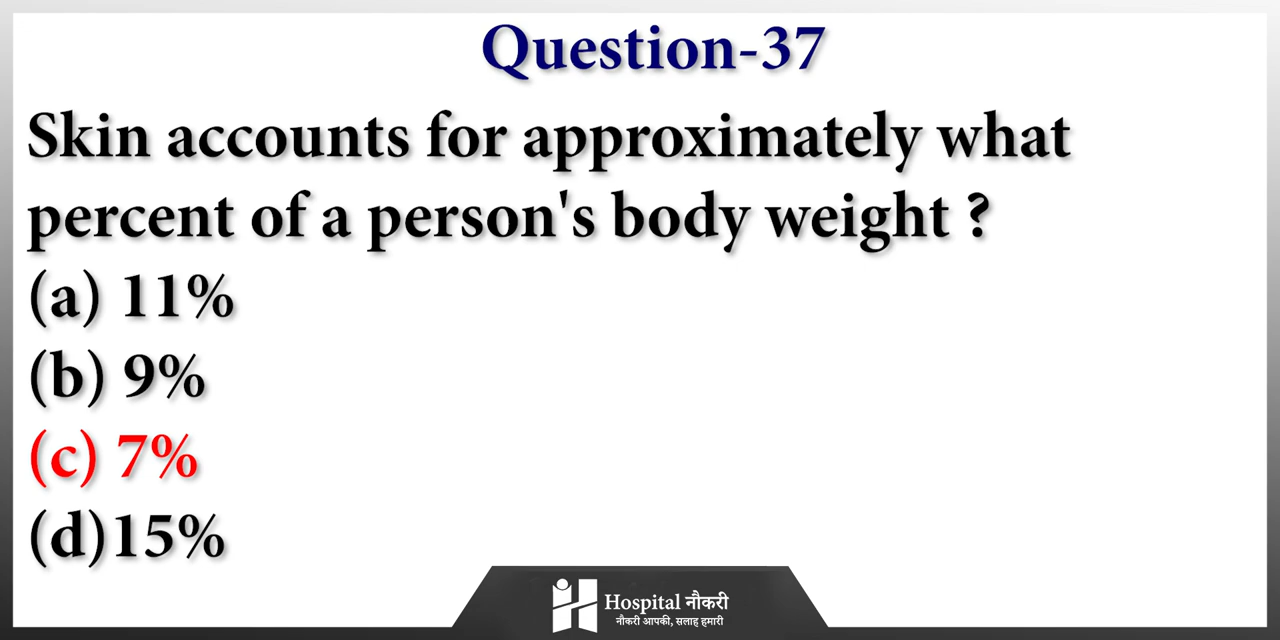 Question-37
Skin accounts for approximately what
percent of a person's body weight ?
(a) 11%
(b) 9%
(c) 7%
(d)15%
Hospital नौकरी
नौकरी आपकी, सलाह हमारी